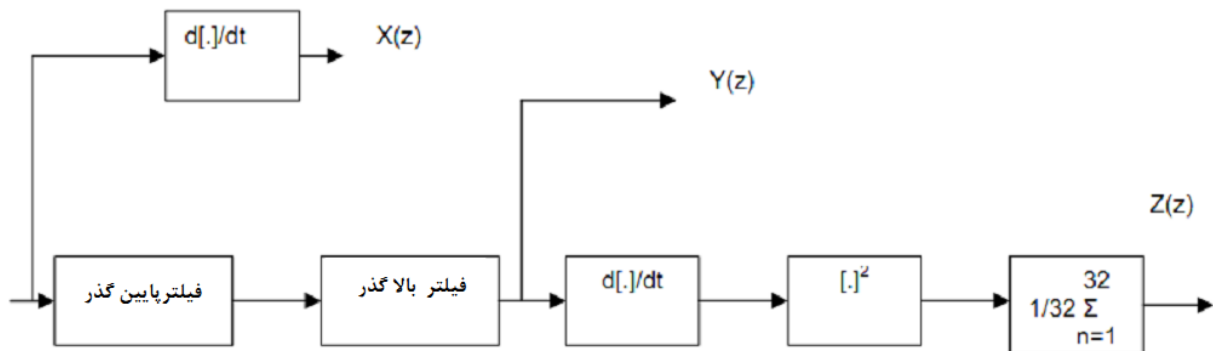 d[.]/dt
X(z)
Y(z)
Z(z)
فیلترپایین گذر
فیلتر بالا گذر
d[.]/dt
[.]²
32
1/32 Σ
n=1